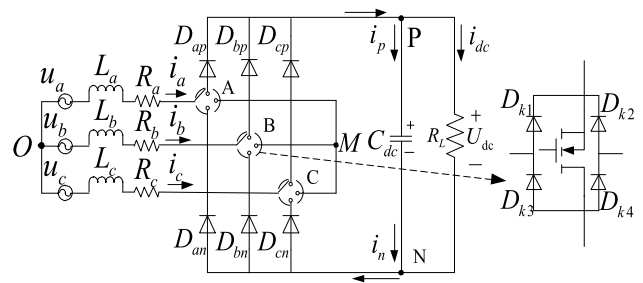 D_ap D_bp D_cp
i_p P i_dc
u_a L_a R_a i_a A
D_k1 D_k2
O u_b L_b R_b i_b B M C_dc + − R_L + U_dc −
u_c L_c R_c i_c C
D_k3 D_k4
D_an D_bn D_cn
i_n N